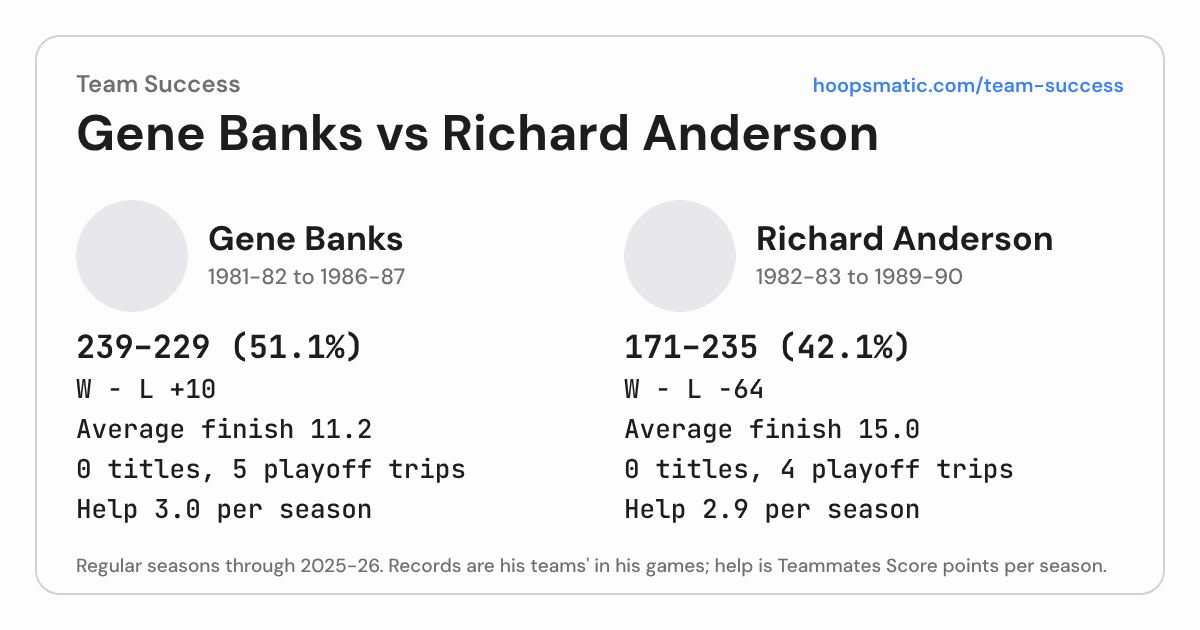 Team Success
hoopsmatic.com/team-success
Gene Banks vs Richard Anderson
Gene Banks
1981-82 to 1986-87
239-229 (51.1%)
W - L +10
Average finish 11.2
0 titles, 5 playoff trips
Help 3.0 per season
Richard Anderson
1982-83 to 1989-90
171-235 (42.1%)
W - L -64
Average finish 15.0
0 titles, 4 playoff trips
Help 2.9 per season
Regular seasons through 2025-26. Records are his teams' in his games; help is Teammates Score points per season.